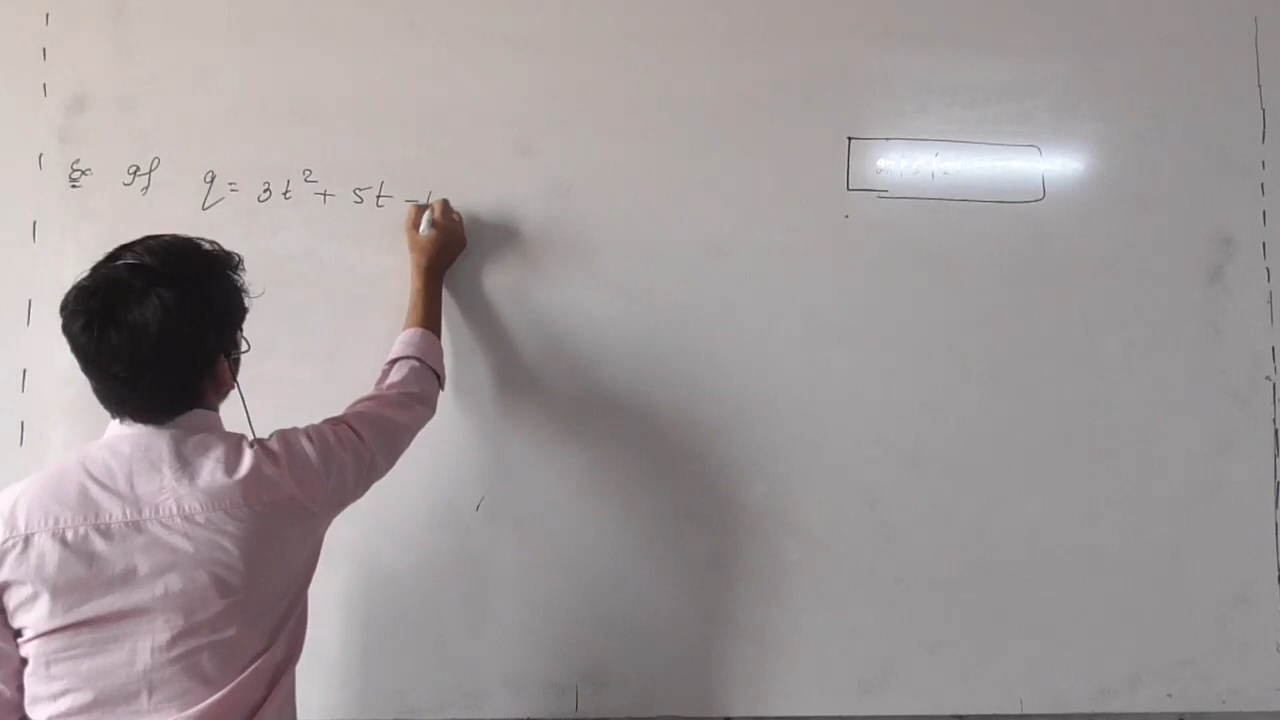 Ex If q = 3t² + 5t -